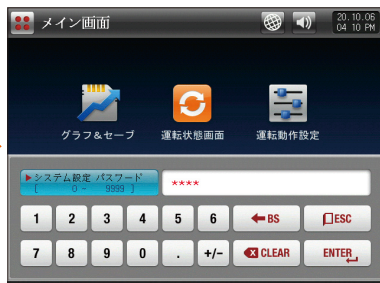 メイン画面
20.10.06
04 10 PM
グラフ&セーブ 運転状態画面 運転動作設定
▶システム設定 パスワード
[ 0 - 9999 ]
****
1 2 3 4 5 6 ←BS ESC
7 8 9 0 . +/- CLEAR ENTER